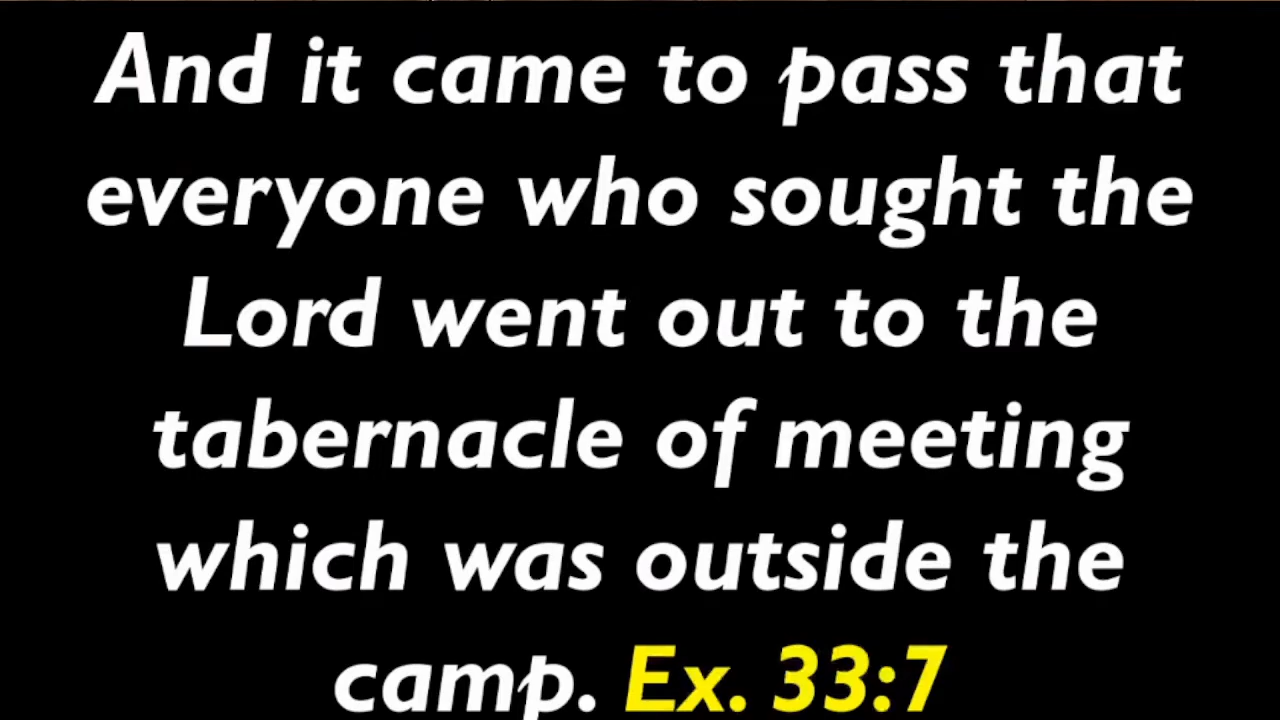 And it came to pass that
everyone who sought the
Lord went out to the
tabernacle of meeting
which was outside the
camp. Ex. 33:7